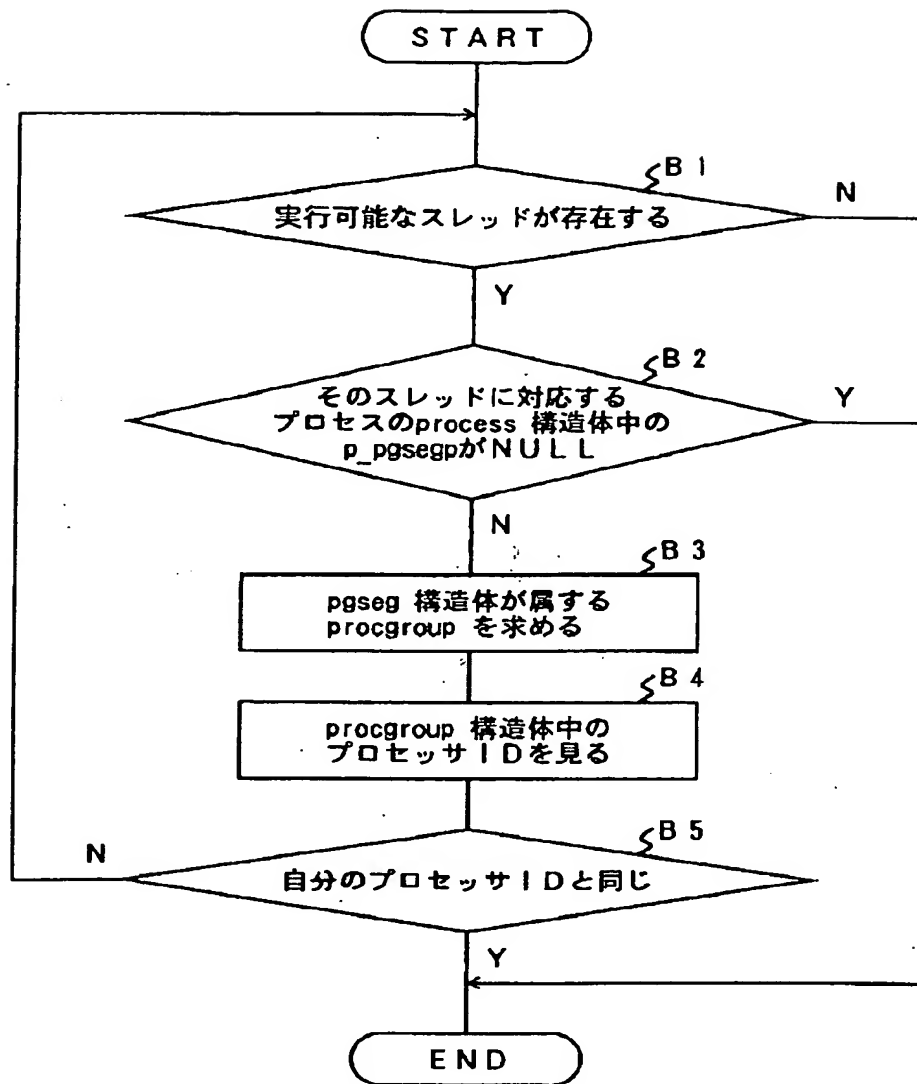 START
B1
実行可能なスレッドが存在する
N
Y
B2
そのスレッドに対応する
プロセスのprocess 構造体中の
p_pgsegpがNULL
Y
N
B3
pgseg 構造体が属する
procgroup を求める
B4
procgroup 構造体中の
プロセッサIDを見る
B5
N
自分のプロセッサIDと同じ
Y
END